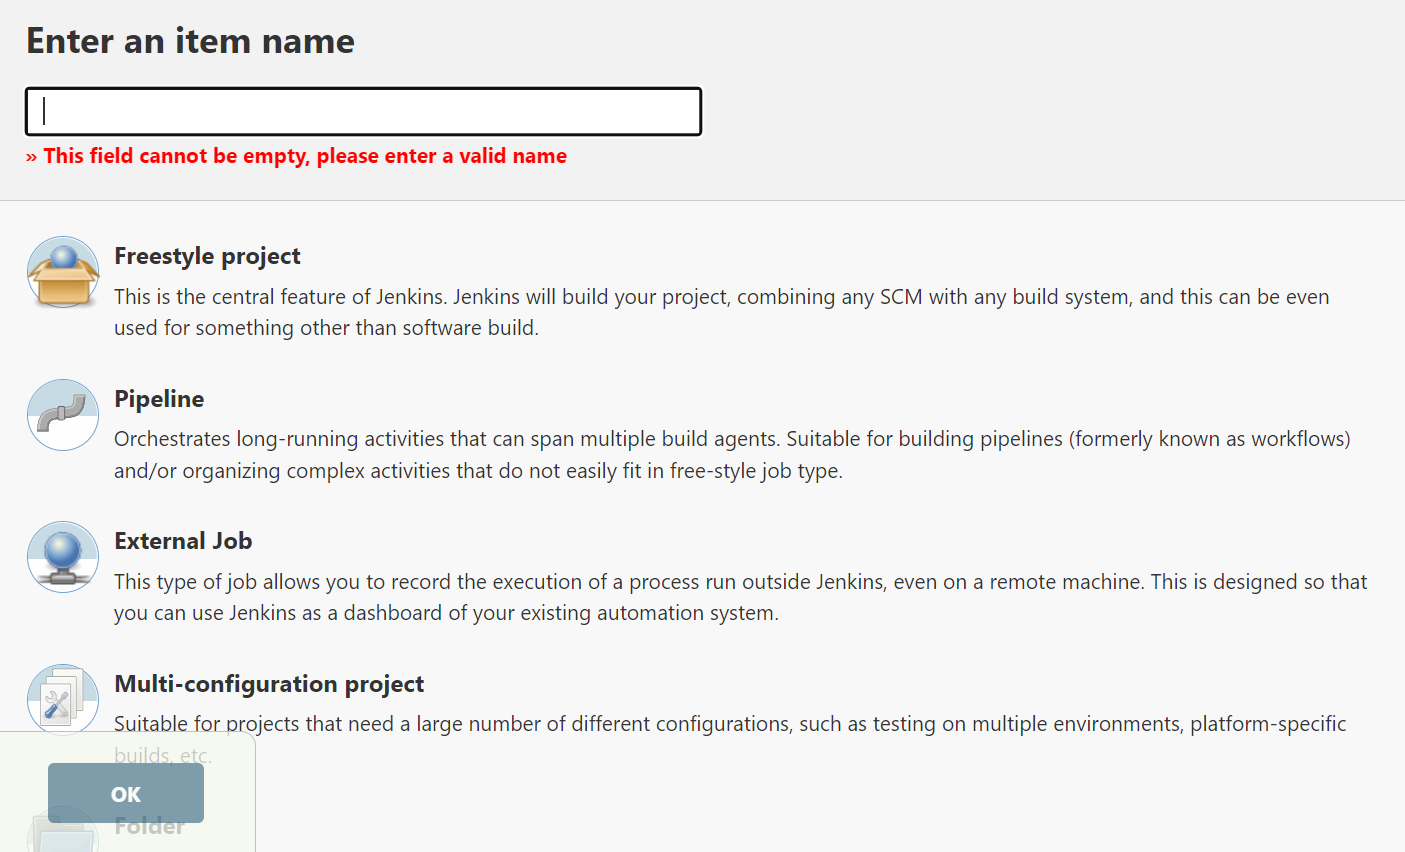 Enter an item name
» This field cannot be empty, please enter a valid name
Freestyle project
This is the central feature of Jenkins. Jenkins will build your project, combining any SCM with any build system, and this can be even
used for something other than software build.
Pipeline
Orchestrates long-running activities that can span multiple build agents. Suitable for building pipelines (formerly known as workflows)
and/or organizing complex activities that do not easily fit in free-style job type.
External Job
This type of job allows you to record the execution of a process run outside Jenkins, even on a remote machine. This is designed so that
you can use Jenkins as a dashboard of your existing automation system.
Multi-configuration project
Suitable for projects that need a large number of different configurations, such as testing on multiple environments, platform-specific
builds, etc.
OK
Folder